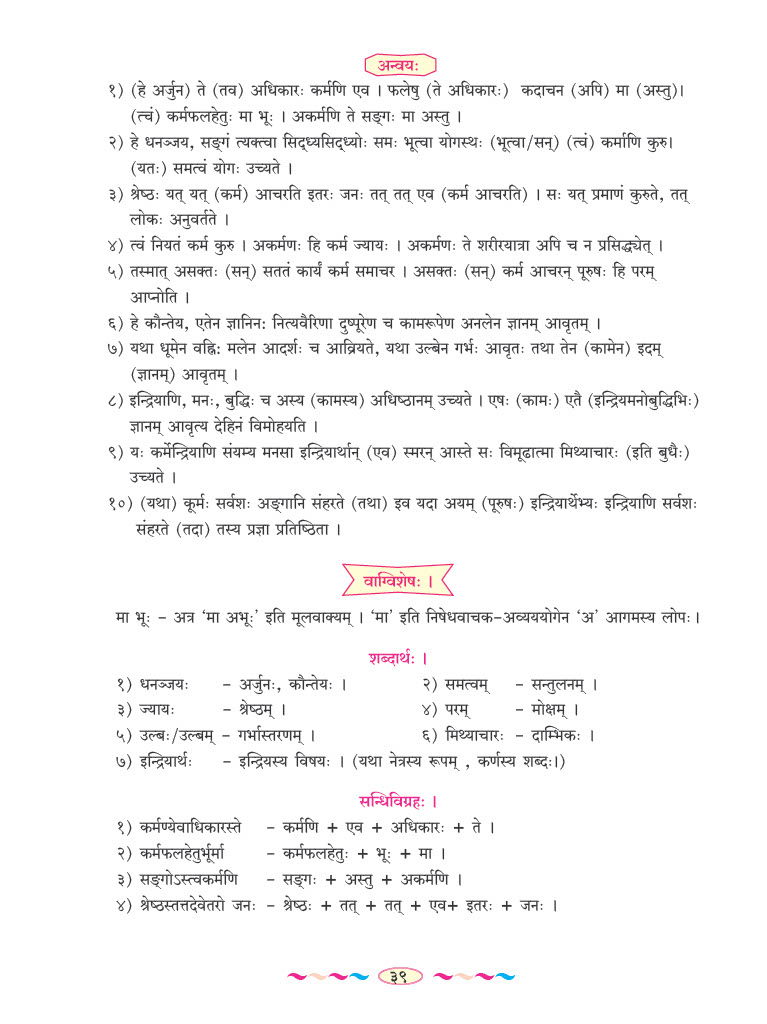 अन्वयः
१) (हे अर्जुन) ते (तव) अधिकारः कर्मणि एव । फलेषु (ते अधिकारः) कदाचन (अपि) मा (अस्तु)।
(त्वं) कर्मफलहेतुः मा भूः । अकर्मणि ते सङ्गः मा अस्तु ।
२) हे धनञ्जय, सङ्गं त्यक्त्वा सिद्ध्यसिद्ध्योः समः भूत्वा योगस्थः (भूत्वा/सन्) (त्वं) कर्माणि कुरु।
(यतः) समत्वं योगः उच्यते ।
३) श्रेष्ठः यत् यत् (कर्म) आचरति इतरः जनः तत् तत् एव (कर्म आचरति) । सः यत् प्रमाणं कुरुते, तत्
लोकः अनुवर्तते ।
४) त्वं नियतं कर्म कुरु । अकर्मणः हि कर्म ज्यायः । अकर्मणः ते शरीरयात्रा अपि च न प्रसिद्ध्येत् ।
५) तस्मात् असक्तः (सन्) सततं कार्यं कर्म समाचर । असक्तः (सन्) कर्म आचरन् पूरुषः हि परम्
आप्नोति ।
६) हे कौन्तेय, एतेन ज्ञानिनः नित्यवैरिणा दुष्पूरेण च कामरूपेण अनलेन ज्ञानम् आवृतम् ।
७) यथा धूमेन वह्निः मलेन आदर्शः च आव्रियते, यथा उल्बेन गर्भः आवृतः तथा तेन (कामेन) इदम्
(ज्ञानम्) आवृतम् ।
८) इन्द्रियाणि, मनः, बुद्धिः च अस्य (कामस्य) अधिष्ठानम् उच्यते । एषः (कामः) एतै (इन्द्रियमनोबुद्धिभिः)
ज्ञानम् आवृत्य देहिनं विमोहयति ।
९) यः कर्मेन्द्रियाणि संयम्य मनसा इन्द्रियार्थान् (एव) स्मरन् आस्ते सः विमूढात्मा मिथ्याचारः (इति बुधैः)
उच्यते ।
१०) (यथा) कूर्मः सर्वशः अङ्गानि संहरते (तथा) इव यदा अयम् (पूरुषः) इन्द्रियार्थेभ्यः इन्द्रियाणि सर्वशः
संहरते (तदा) तस्य प्रज्ञा प्रतिष्ठिता ।
वाग्विशेषः ।
मा भूः – अत्र ‘मा अभूः’ इति मूलवाक्यम् । ‘मा’ इति निषेधवाचक-अव्यययोगेन ‘अ’ आगमस्य लोपः ।
शब्दार्थः ।
१) धनञ्जयः – अर्जुनः, कौन्तेयः । २) समत्वम् – सन्तुलनम् ।
३) ज्यायः – श्रेष्ठम् । ४) परम् – मोक्षम् ।
५) उल्बः/उल्बम् – गर्भास्तरणम् । ६) मिथ्याचारः – दाम्भिकः ।
७) इन्द्रियार्थः – इन्द्रियस्य विषयः । (यथा नेत्रस्य रूपम् , कर्णस्य शब्दः।)
सन्धिविग्रहः ।
१) कर्मण्येवाधिकारस्ते – कर्मणि + एव + अधिकारः + ते ।
२) कर्मफलहेतुर्भूर्मा – कर्मफलहेतुः + भूः + मा ।
३) सङ्गोऽस्त्वकर्मणि – सङ्गः + अस्तु + अकर्मणि ।
४) श्रेष्ठस्तत्तदेवेतरो जनः – श्रेष्ठः + तत् + तत् + एव+ इतरः + जनः ।
३९